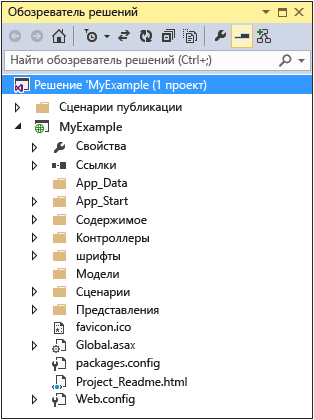 Обозреватель решений
Найти обозреватель решений (Ctrl+;)
Решение 'MyExample (1 проект)
Сценарии публикации
MyExample
Свойства
Ссылки
App_Data
App_Start
Содержимое
Контроллеры
шрифты
Модели
Сценарии
Представления
favicon.ico
Global.asax
packages.config
Project_Readme.html
Web.config